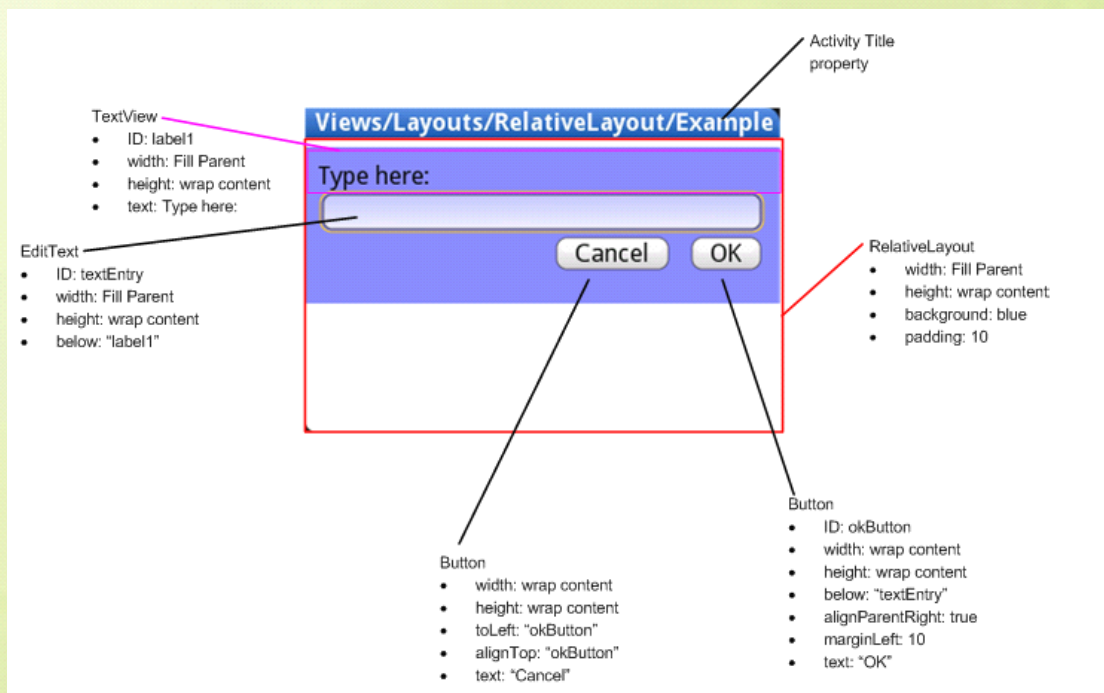 Activity Title
property
TextView
• ID: label1
• width: Fill Parent
• height: wrap content
• text: Type here:
Views/Layouts/RelativeLayout/Example
Type here:
Cancel
OK
EditText
• ID: textEntry
• width: Fill Parent
• height: wrap content
• below: “label1”
RelativeLayout
• width: Fill Parent
• height: wrap content
• background: blue
• padding: 10
Button
• width: wrap content
• height: wrap content
• toLeft: “okButton”
• alignTop: “okButton”
• text: “Cancel”
Button
• ID: okButton
• width: wrap content
• height: wrap content
• below: “textEntry”
• alignParentRight: true
• marginLeft: 10
• text: “OK”